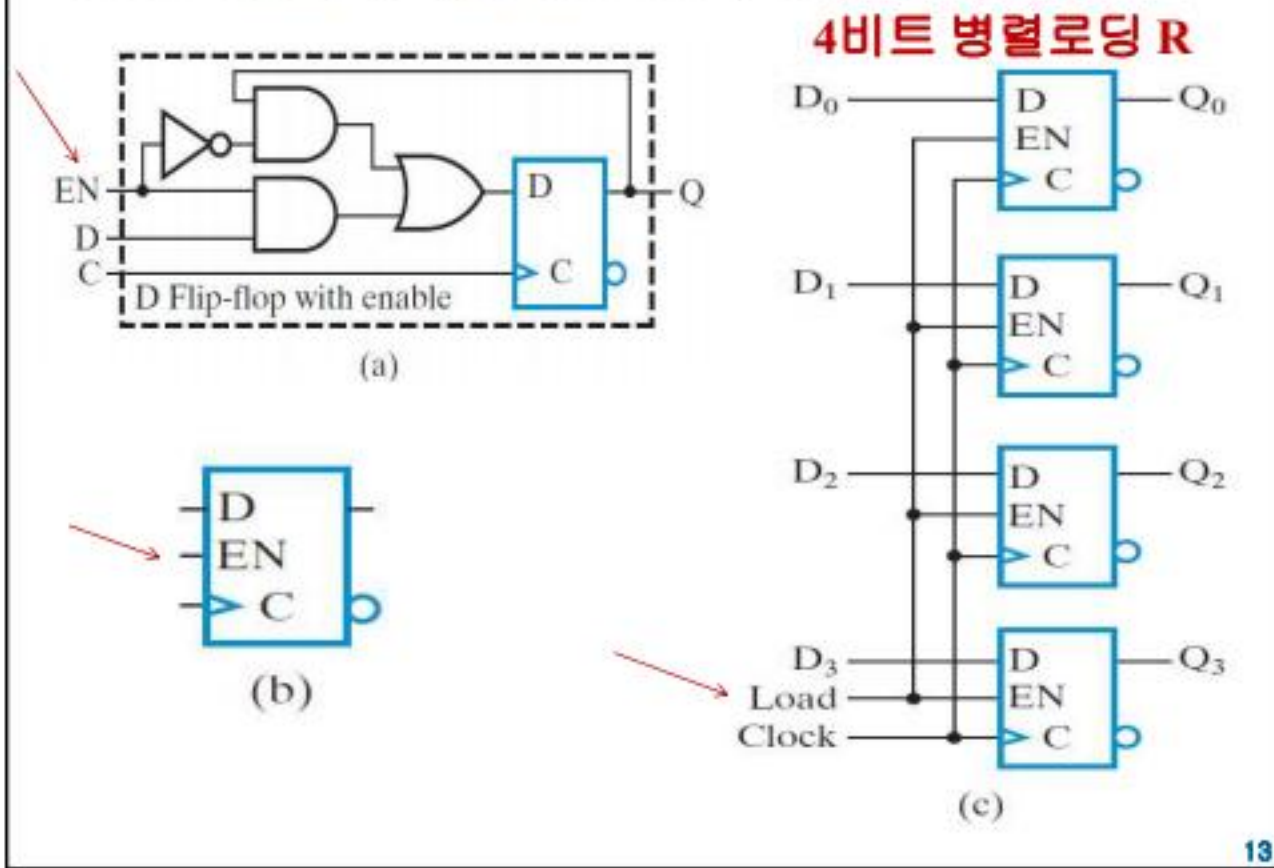 4비트 병렬로딩 R
EN
D
C
D
C
Q
D Flip-flop with enable
(a)
D
EN
C
(b)
D₀
D
EN
C
Q₀
D₁
D
EN
C
Q₁
D₂
D
EN
C
Q₂
D₃
Load
Clock
D
EN
C
Q₃
(c)
13